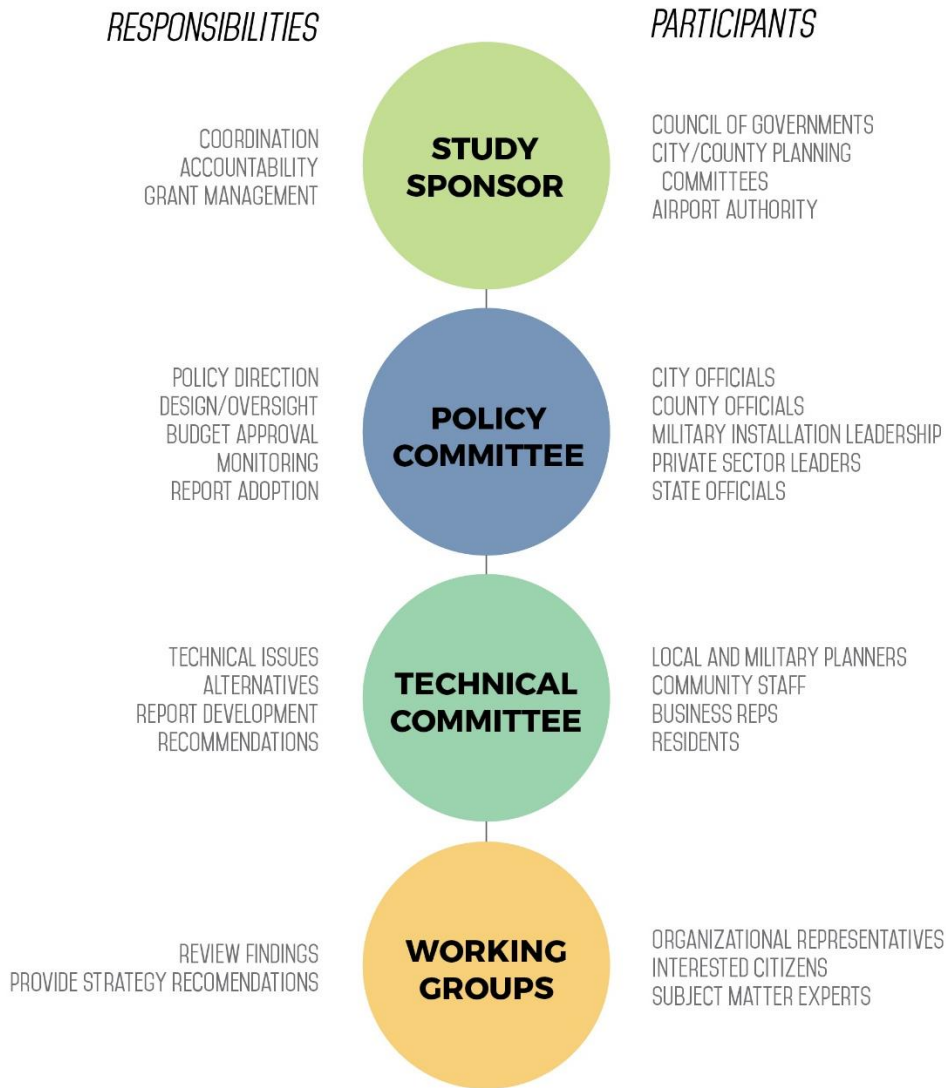 RESPONSIBILITIES
PARTICIPANTS
COORDINATION
ACCOUNTABILITY
GRANT MANAGEMENT
STUDY
SPONSOR
COUNCIL OF GOVERNMENTS
CITY/COUNTY PLANNING
COMMITTEES
AIRPORT AUTHORITY
POLICY DIRECTION
DESIGN/OVERSIGHT
BUDGET APPROVAL
MONITORING
REPORT ADOPTION
POLICY
COMMITTEE
CITY OFFICIALS
COUNTY OFFICIALS
MILITARY INSTALLATION LEADERSHIP
PRIVATE SECTOR LEADERS
STATE OFFICIALS
TECHNICAL ISSUES
ALTERNATIVES
REPORT DEVELOPMENT
RECOMMENDATIONS
TECHNICAL
COMMITTEE
LOCAL AND MILITARY PLANNERS
COMMUNITY STAFF
BUSINESS REPS
RESIDENTS
REVIEW FINDINGS
PROVIDE STRATEGY RECOMENDATIONS
WORKING
GROUPS
ORGANIZATIONAL REPRESENTATIVES
INTERESTED CITIZENS
SUBJECT MATTER EXPERTS